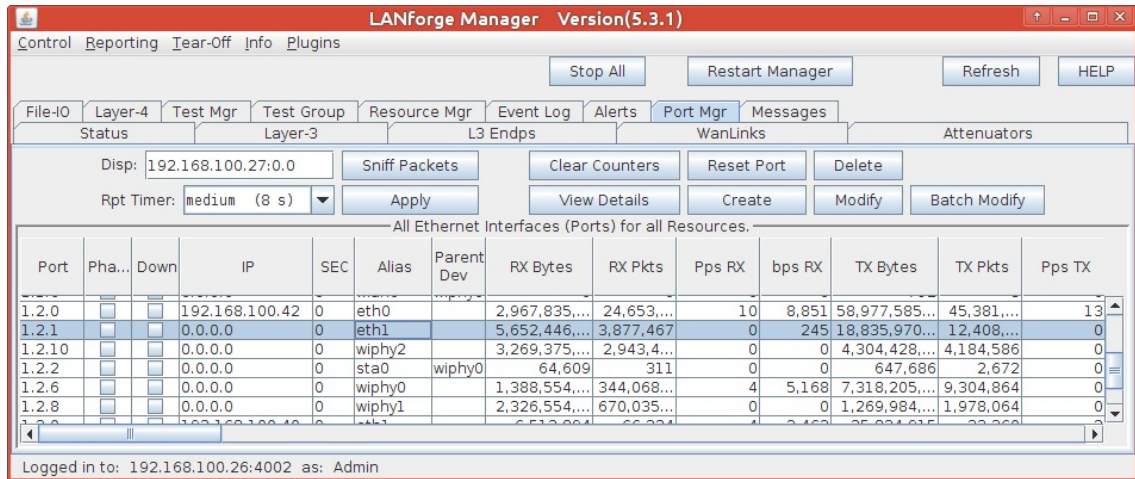 LANforge Manager Version(5.3.1)
Control Reporting Tear-Off Info Plugins
Stop All Restart Manager Refresh HELP
File-IO Layer-4 Test Mgr Test Group Resource Mgr Event Log Alerts Port Mgr Messages
Status Layer-3 L3 Endps WanLinks Attenuators
Disp: 192.168.100.27:0.0 Sniff Packets Clear Counters Reset Port Delete
Rpt Timer: medium (8 s) Apply View Details Create Modify Batch Modify
All Ethernet Interfaces (Ports) for all Resources.
Port Pha... Down IP SEC Alias Parent Dev RX Bytes RX Pkts Pps RX bps RX TX Bytes TX Pkts Pps TX
1.2.0 192.168.100.42 0 eth0 2,967,835,... 24,653,... 10 8,851 58,977,585... 45,381,... 13
1.2.1 0.0.0.0 0 eth1 5,652,446,... 3,877,467 0 245 18,835,970... 12,408,... 0
1.2.10 0.0.0.0 0 wiphy2 3,269,375,... 2,943,4... 0 0 4,304,428,... 4,184,586 0
1.2.2 0.0.0.0 0 sta0 wiphy0 64,609 311 0 0 647,686 2,672 0
1.2.6 0.0.0.0 0 wiphy0 1,388,554,... 344,068... 4 5,168 7,318,205,... 9,304,864 0
1.2.8 0.0.0.0 0 wiphy1 2,326,554,... 670,035... 0 0 1,269,984,... 1,978,064 0
Logged in to: 192.168.100.26:4002 as: Admin